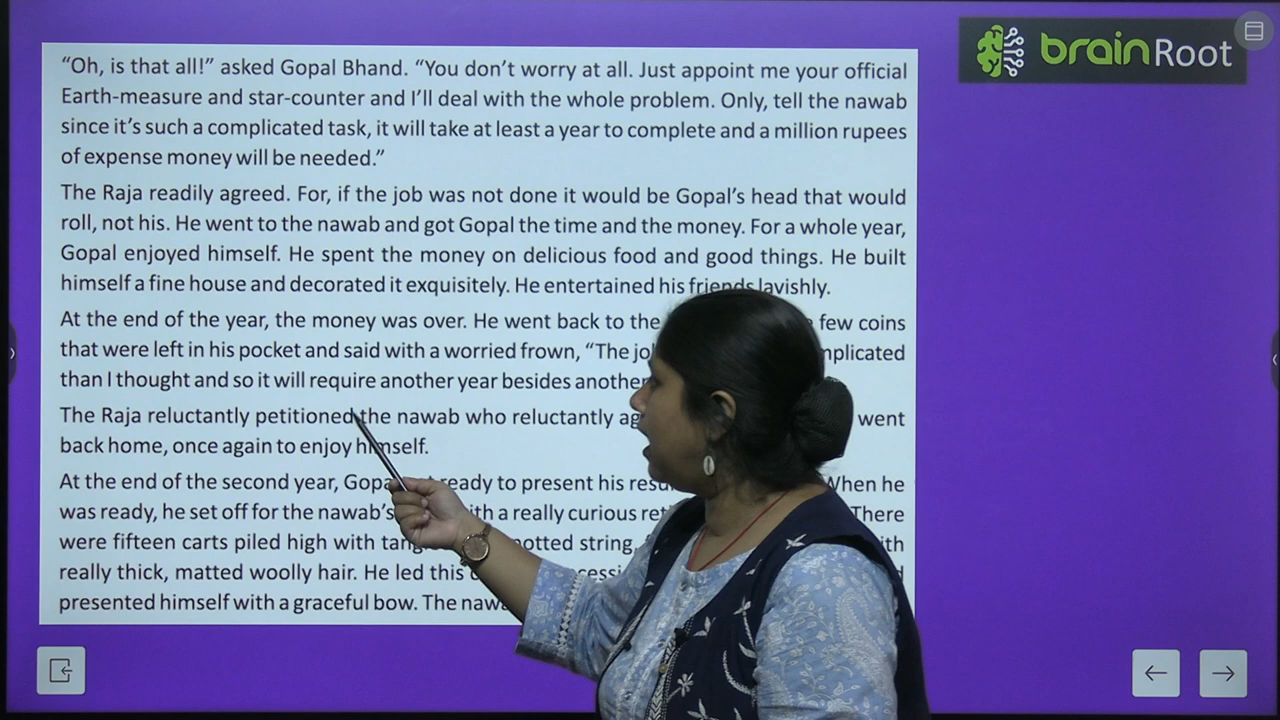 “Oh, is that all!” asked Gopal Bhand. “You don’t worry at all. Just appoint me your official
Earth-measure and star-counter and I’ll deal with the whole problem. Only, tell the nawab
since it’s such a complicated task, it will take at least a year to complete and a million rupees
of expense money will be needed.”
The Raja readily agreed. For, if the job was not done it would be Gopal’s head that would
roll, not his. He went to the nawab and got Gopal the time and the money. For a whole year,
Gopal enjoyed himself. He spent the money on delicious food and good things. He built
himself a fine house and decorated it exquisitely. He entertained his friends lavishly.
At the end of the year, the money was over. He went back to the few coins
that were left in his pocket and said with a worried frown, “The
than I thought and so it will require another year besides another
The Raja reluctantly petitioned the nawab who reluctantly went
back home, once again to enjoy himself.
At the end of the second year, ready to present his When he
was ready, he set off for the nawab’s with a really curious There
were fifteen carts piled high with string
really thick, matted woolly hair. He led this
presented himself with a graceful bow. The
brain Root